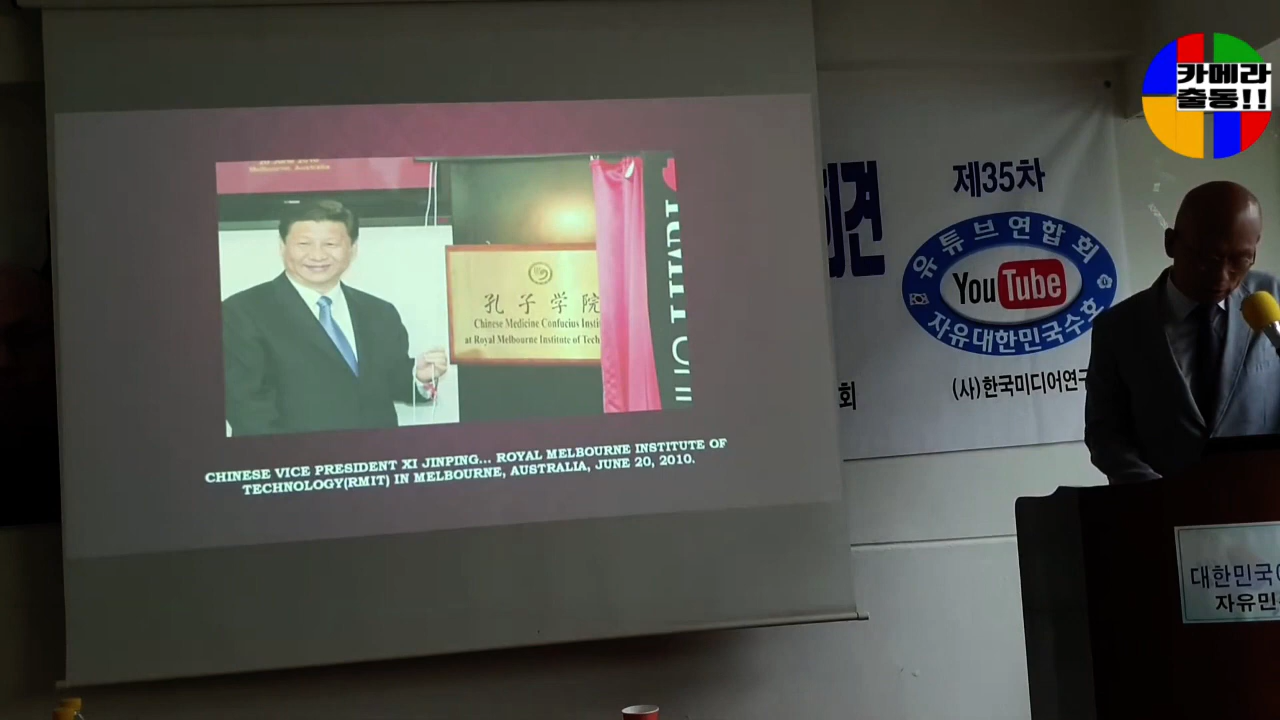 카메라
출동!!
20 June 2010
Melbourne, Australia
孔子学院
Chinese Medicine Confucius Insti
at Royal Melbourne Institute of Tech
CHINESE VICE PRESIDENT XI JINPING... ROYAL MELBOURNE INSTITUTE OF
TECHNOLOGY(RMIT) IN MELBOURNE, AUSTRALIA, JUNE 20, 2010.
회견
제35차
유튜브연합회
YouTube
자유대한민국수호
회
(사)한국미디어연구
대한민국
자유민